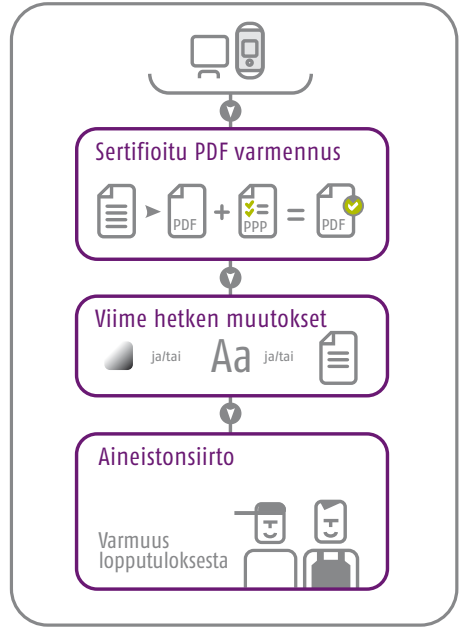 Sertifioitu PDF varmennus
PDF + PPP = PDF
Viime hetken muutokset
ja/tai Aa ja/tai
Aineistonsiirto
Varmuus
lopputuloksesta